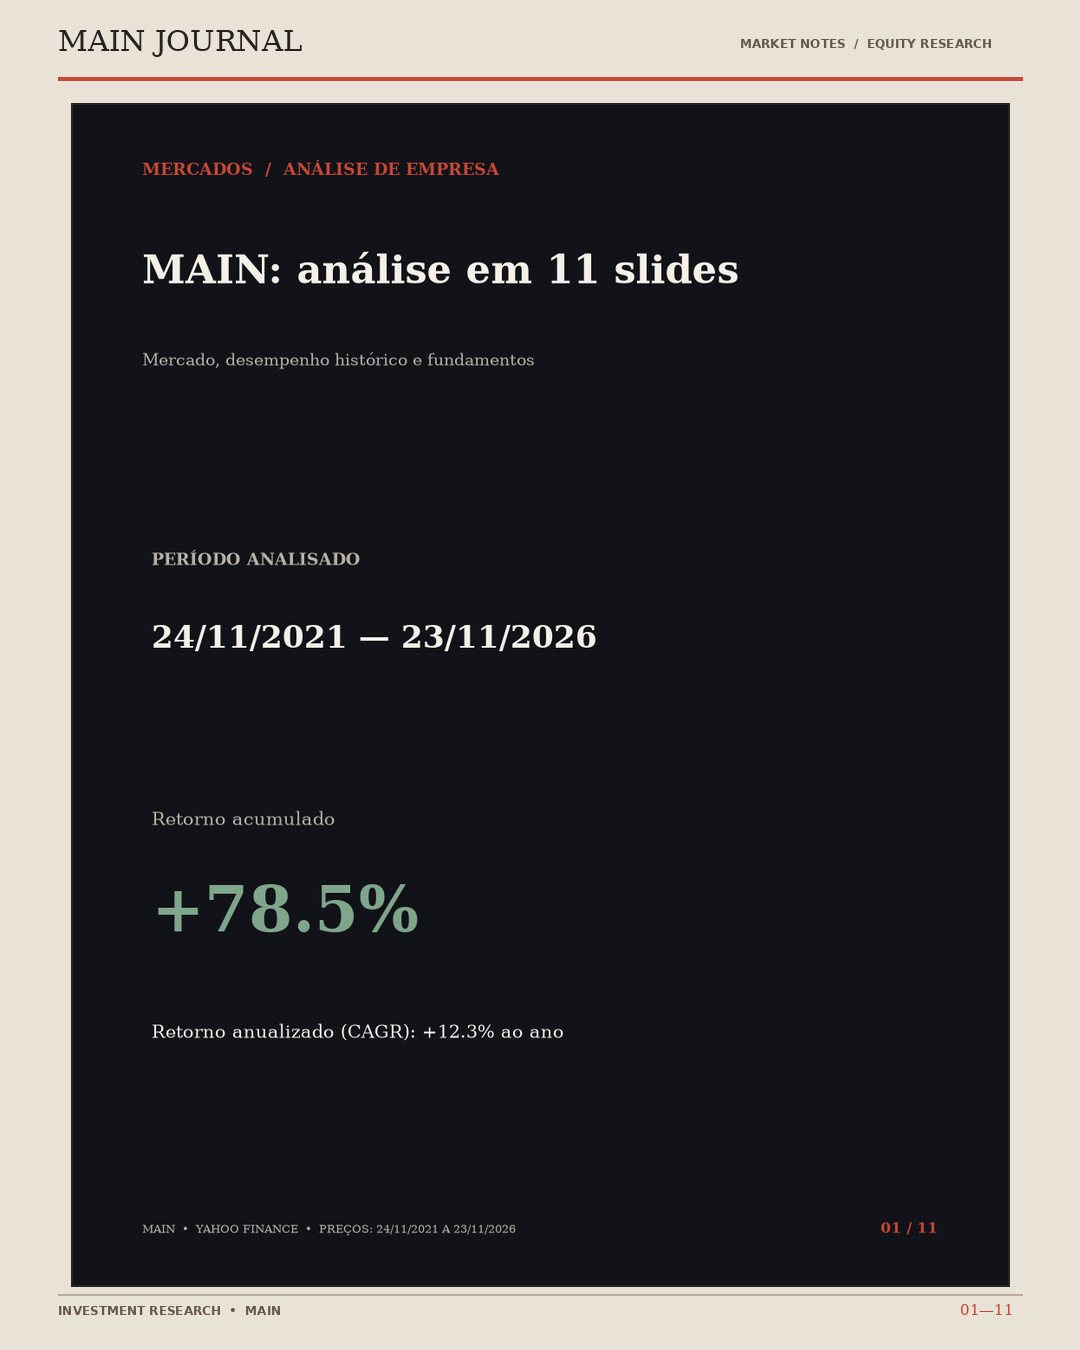 MAIN JOURNAL
MARKET NOTES / EQUITY RESEARCH
MERCADOS / ANÁLISE DE EMPRESA
MAIN: análise em 11 slides
Mercado, desempenho histórico e fundamentos
PERÍODO ANALISADO
24/11/2021 — 23/11/2026
Retorno acumulado
+78.5%
Retorno anualizado (CAGR): +12.3% ao ano
MAIN • YAHOO FINANCE • PREÇOS: 24/11/2021 A 23/11/2026
01 / 11
INVESTMENT RESEARCH • MAIN
01—11